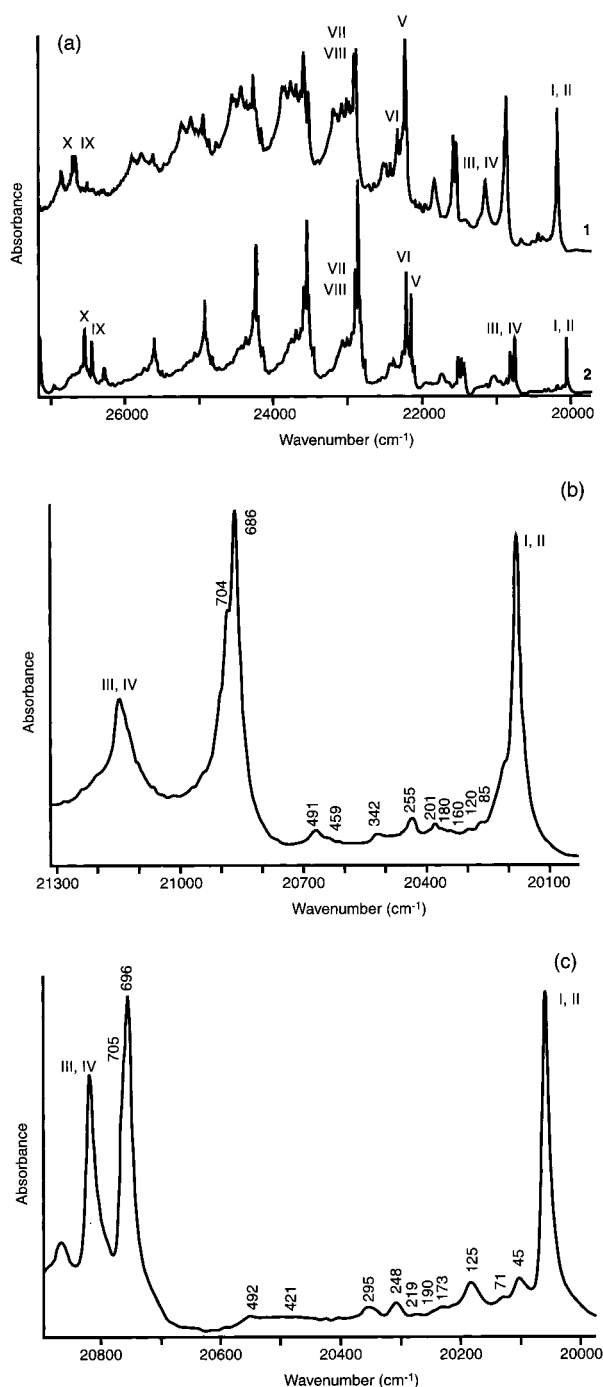 (a)
VII V
VIII
VI
I, II
X IX
III, IV
1
VI
V
VII
VIII
X
IX
III, IV
I, II
2
Absorbance
26000 24000 22000 20000
Wavenumber (cm-1)
(b)
686
I, II
704
III, IV
491
459
342
255
201
180
160
120
85
Absorbance
21300 21000 20700 20400 20100
Wavenumber (cm-1)
(c)
696
I, II
705
III, IV
492
421
295
248
219
190
173
125
71
45
Absorbance
20800 20600 20400 20200 20000
Wavenumber (cm-1)